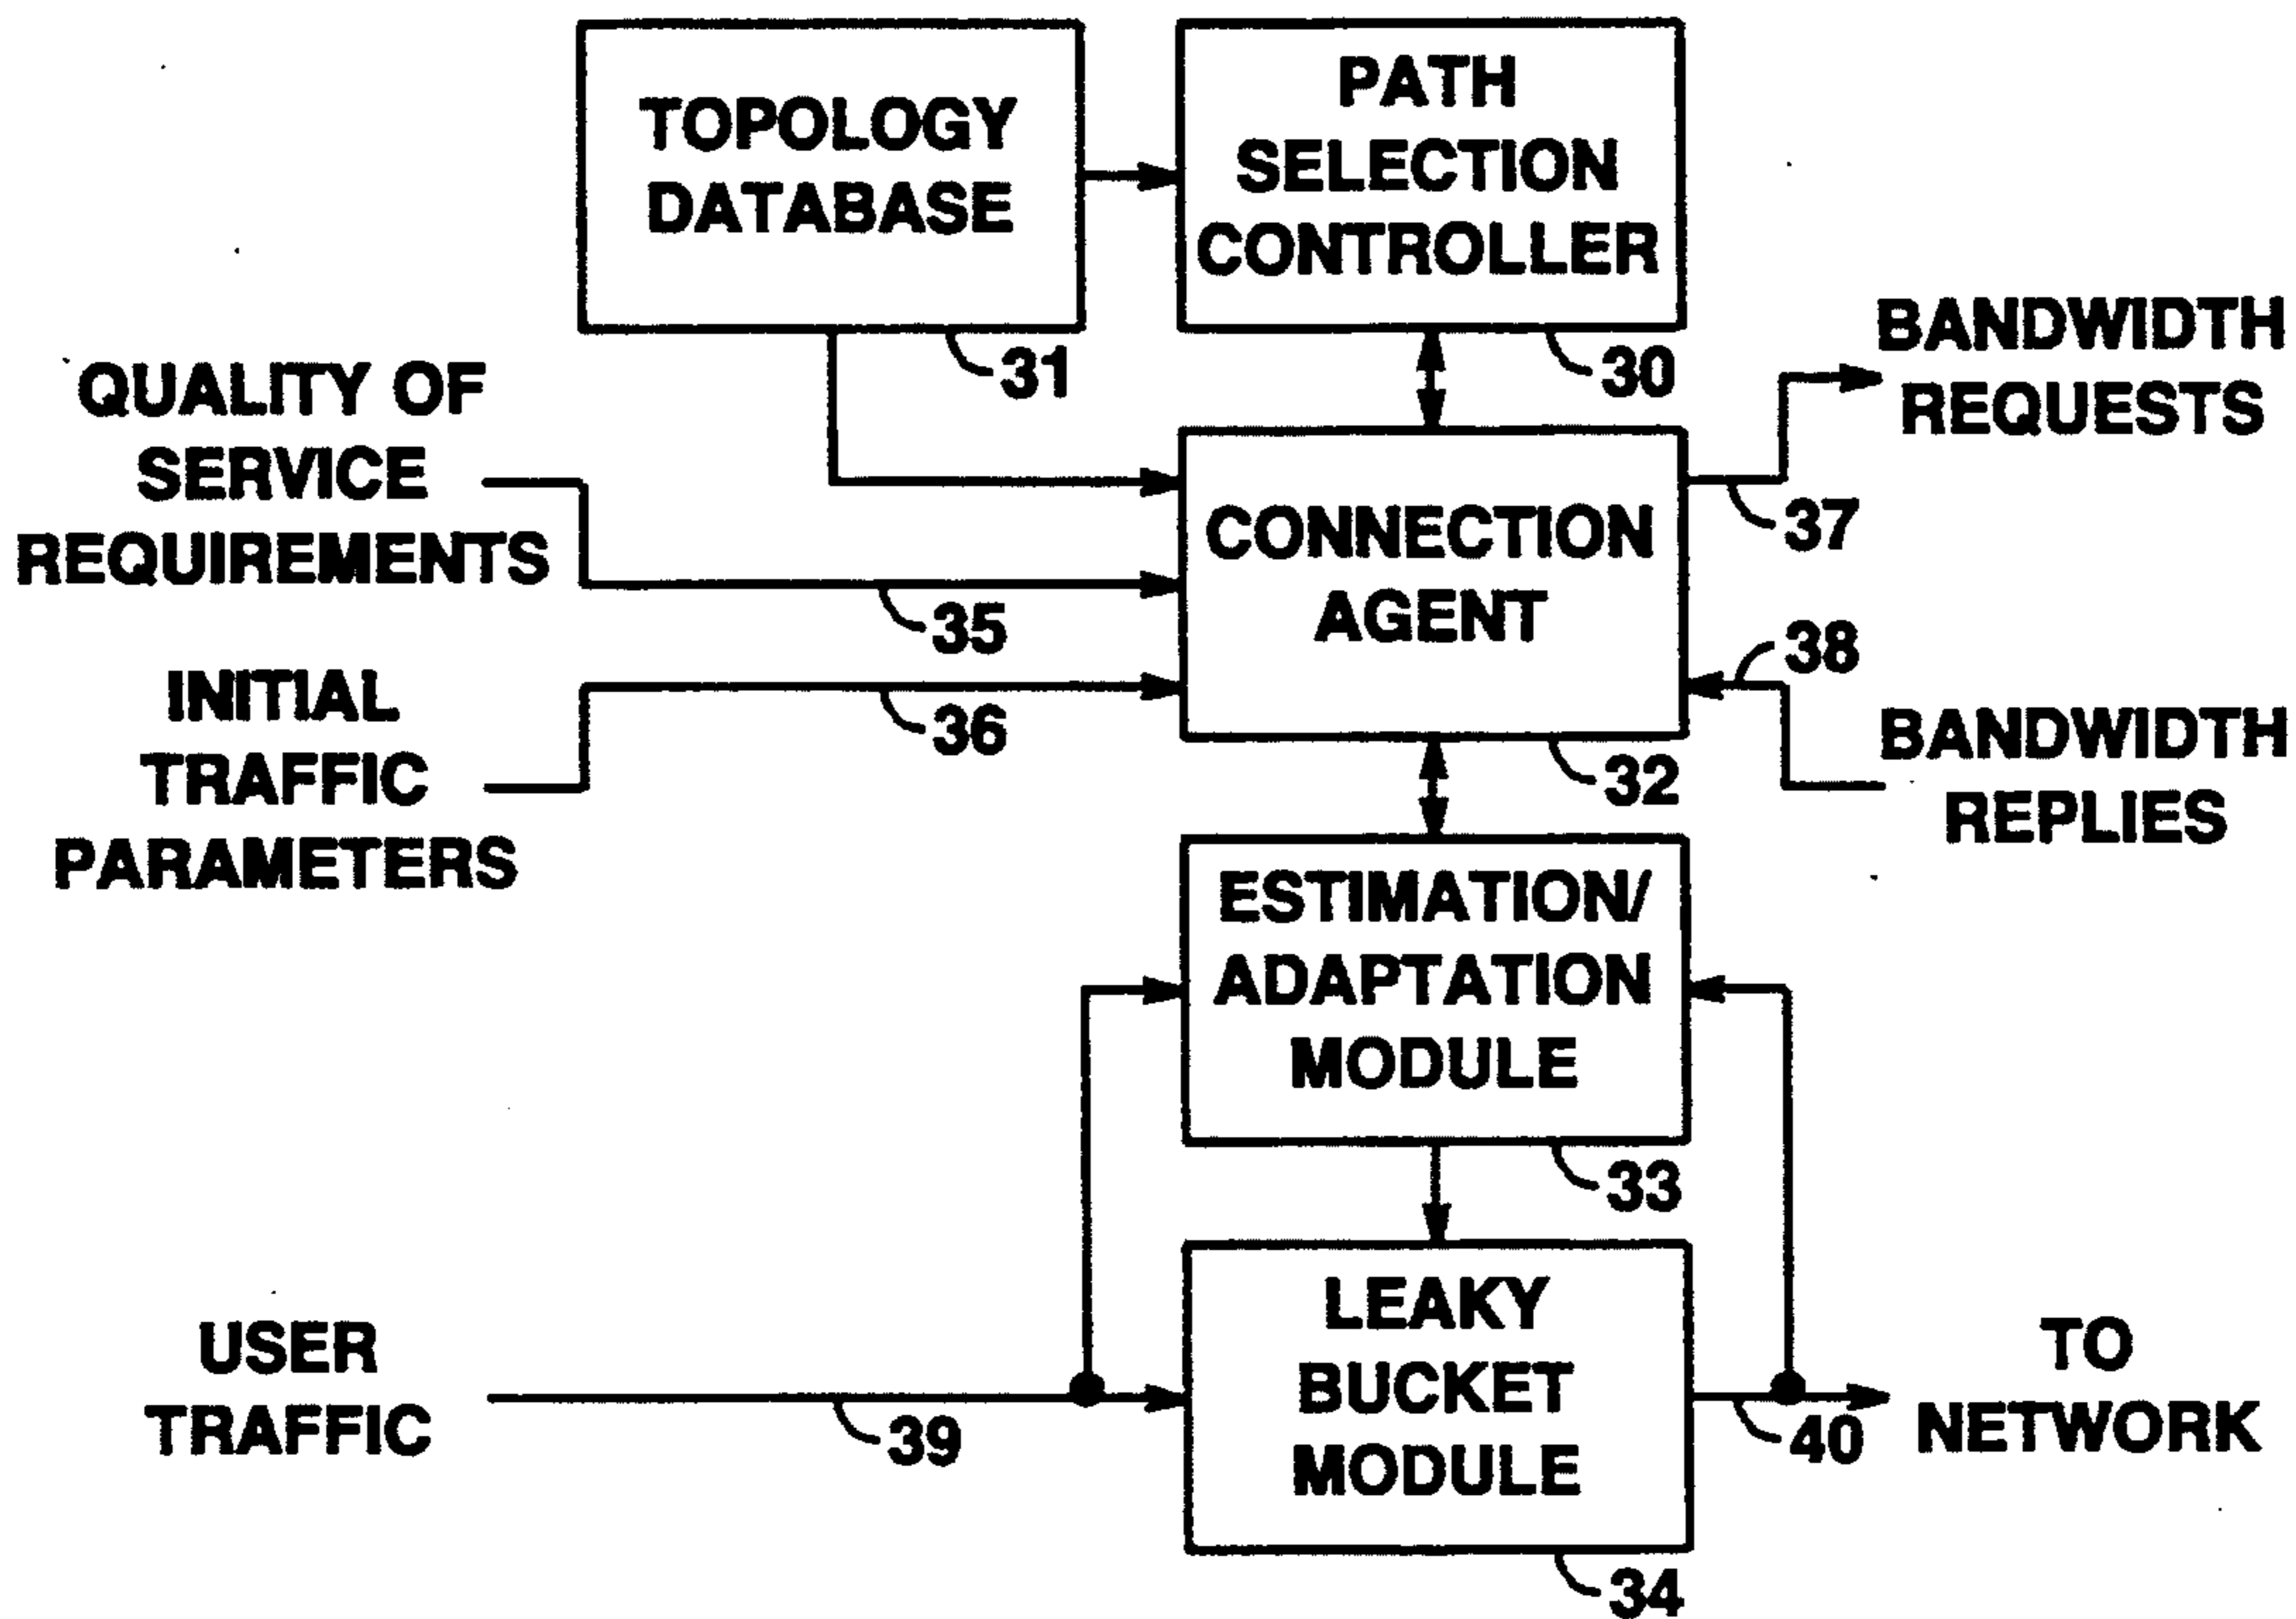 TOPOLOGY
DATABASE
31
PATH
SELECTION
CONTROLLER
30
QUALITY OF
SERVICE
REQUIREMENTS
35
INITIAL
TRAFFIC
PARAMETERS
36
CONNECTION
AGENT
32
BANDWIDTH
REQUESTS
37
38
BANDWIDTH
REPLIES
ESTIMATION/
ADAPTATION
MODULE
33
USER
TRAFFIC
39
LEAKY
BUCKET
MODULE
34
40
TO
NETWORK